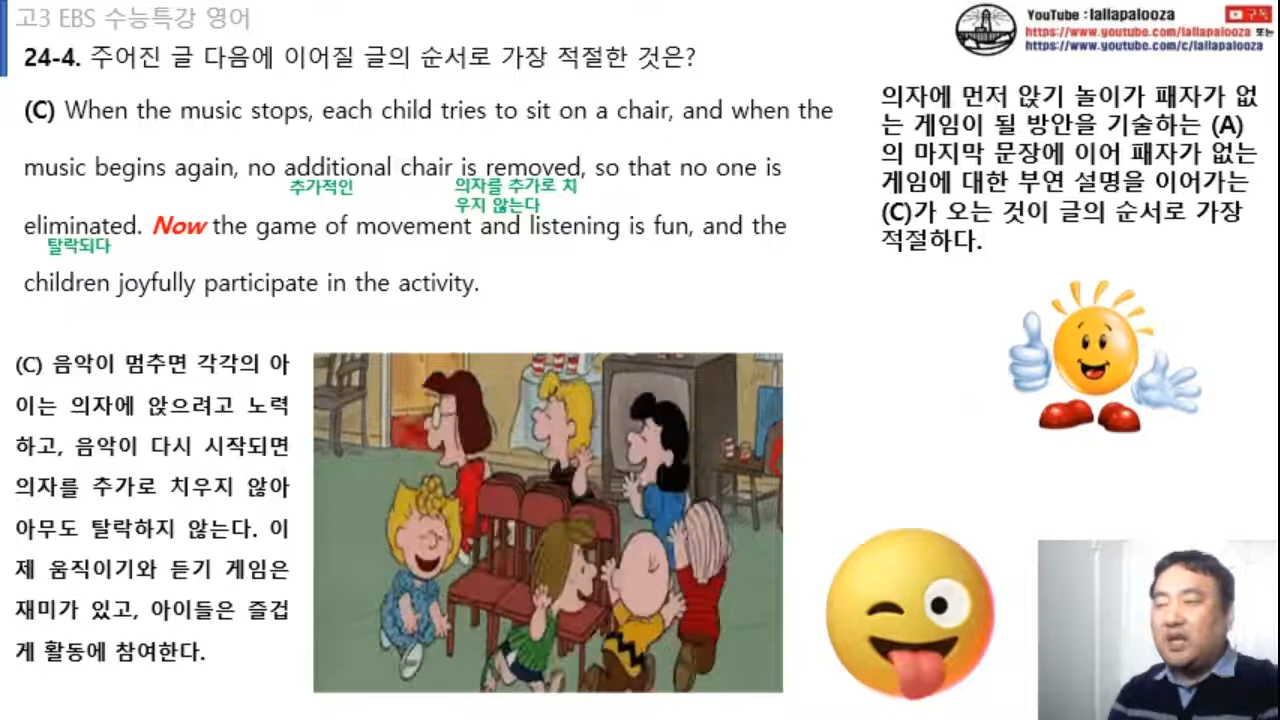 고3 EBS 수능특강 영어
24-4. 주어진 글 다음에 이어질 글의 순서로 가장 적절한 것은?
YouTube : lallapalooza
구독
https://www.youtube.com/lallapalooza 또는
https://www.youtube.com/c/lallapalooza
(C) When the music stops, each child tries to sit on a chair, and when the
music begins again, no additional chair is removed, so that no one is
추가적인
의자를 추가로 치
우지 않는다
eliminated. Now the game of movement and listening is fun, and the
탈락되다
children joyfully participate in the activity.
의자에 먼저 앉기 놀이가 패자가 없
는 게임이 될 방안을 기술하는 (A)
의 마지막 문장에 이어 패자가 없는
게임에 대한 부연 설명을 이어가는
(C)가 오는 것이 글의 순서로 가장
적절하다.
(C) 음악이 멈추면 각각의 아
이는 의자에 앉으려고 노력
하고, 음악이 다시 시작되면
의자를 추가로 치우지 않아
아무도 탈락하지 않는다. 이
제 움직이기와 듣기 게임은
재미가 있고, 아이들은 즐겁
게 활동에 참여한다.